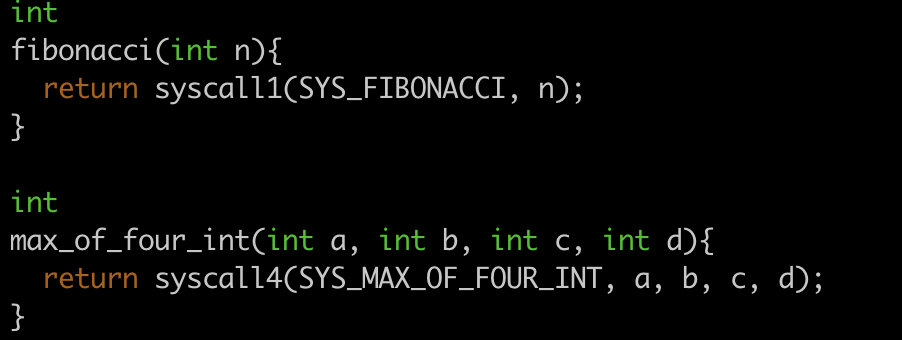 int
fibonacci(int n){
  return syscall1(SYS_FIBONACCI, n);
}

int
max_of_four_int(int a, int b, int c, int d){
  return syscall4(SYS_MAX_OF_FOUR_INT, a, b, c, d);
}